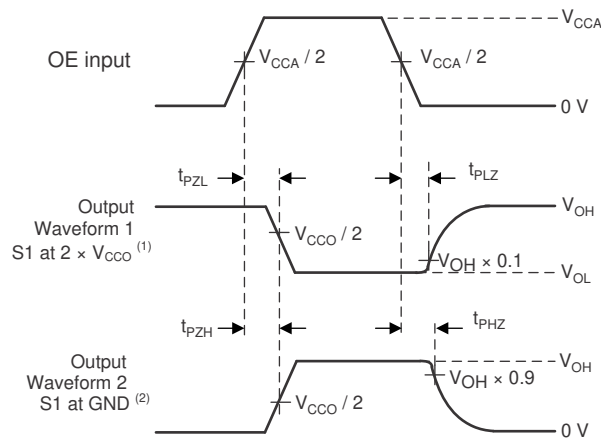 V_CCA
OE input
V_CCA / 2
V_CCA / 2
0 V
t_PZL
t_PLZ
Output
Waveform 1
S1 at 2 × V_CCO (1)
V_CCO / 2
V_OH
V_OH × 0.1
V_OL
t_PZH
t_PHZ
Output
Waveform 2
S1 at GND (2)
V_CCO / 2
V_OH
V_OH × 0.9
0 V